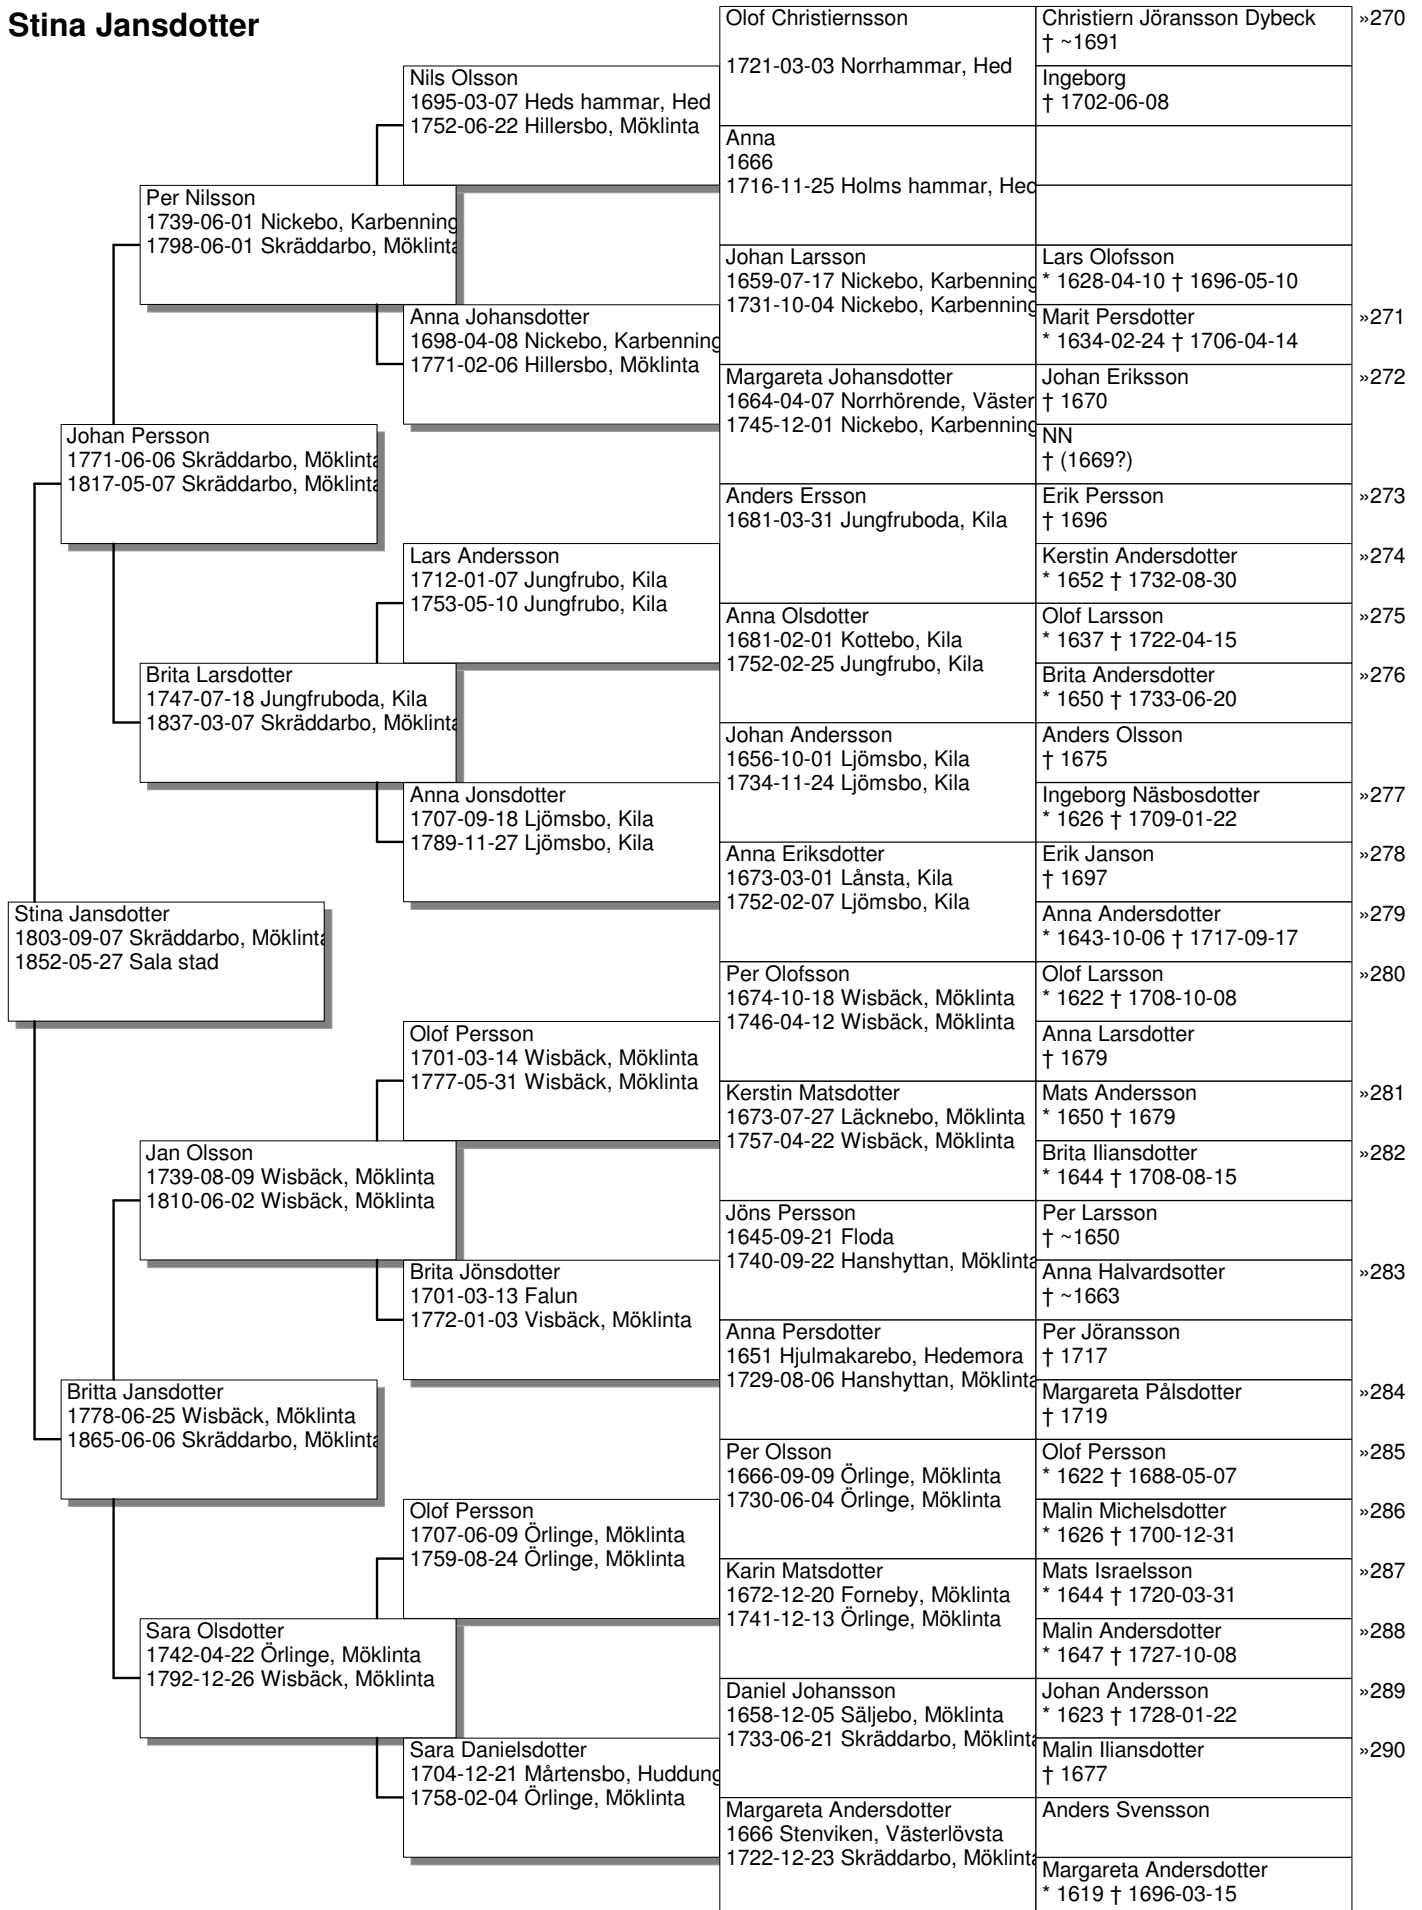 Stina Jansdotter
Stina Jansdotter
1803-09-07 Skräddarbo, Möklinta
1852-05-27 Sala stad
Johan Persson
1771-06-06 Skräddarbo, Möklinta
1817-05-07 Skräddarbo, Möklinta
Britta Jansdotter
1778-06-25 Wisbäck, Möklinta
1865-06-06 Skräddarbo, Möklinta
Per Nilsson
1739-06-01 Nickebo, Karbenning
1798-06-01 Skräddarbo, Möklinta
Brita Larsdotter
1747-07-18 Jungfruboda, Kila
1837-03-07 Skräddarbo, Möklinta
Jan Olsson
1739-08-09 Wisbäck, Möklinta
1810-06-02 Wisbäck, Möklinta
Sara Olsdotter
1742-04-22 Örlinge, Möklinta
1792-12-26 Wisbäck, Möklinta
Nils Olsson
1695-03-07 Heds hammar, Hed
1752-06-22 Hillersbo, Möklinta
Anna Johansdotter
1698-04-08 Nickebo, Karbenning
1771-02-06 Hillersbo, Möklinta
Lars Andersson
1712-01-07 Jungfrubo, Kila
1753-05-10 Jungfrubo, Kila
Anna Jonsdotter
1707-09-18 Ljömsbo, Kila
1789-11-27 Ljömsbo, Kila
Olof Persson
1701-03-14 Wisbäck, Möklinta
1777-05-31 Wisbäck, Möklinta
Brita Jönsdotter
1701-03-13 Falun
1772-01-03 Visbäck, Möklinta
Olof Persson
1707-06-09 Örlinge, Möklinta
1759-08-24 Örlinge, Möklinta
Sara Danielsdotter
1704-12-21 Mårtensbo, Huddung
1758-02-04 Örlinge, Möklinta
Olof Christiernsson
1721-03-03 Norrhammar, Hed
Anna
1666
1716-11-25 Holms hammar, Hed
Johan Larsson
1659-07-17 Nickebo, Karbenning
1731-10-04 Nickebo, Karbenning
Margareta Johansdotter
1664-04-07 Norrhörende, Väster
1745-12-01 Nickebo, Karbenning
Anders Ersson
1681-03-31 Jungfruboda, Kila
Anna Olsdotter
1681-02-01 Kottebo, Kila
1752-02-25 Jungfrubo, Kila
Johan Andersson
1656-10-01 Ljömsbo, Kila
1734-11-24 Ljömsbo, Kila
Anna Eriksdotter
1673-03-01 Lånsta, Kila
1752-02-07 Ljömsbo, Kila
Per Olofsson
1674-10-18 Wisbäck, Möklinta
1746-04-12 Wisbäck, Möklinta
Kerstin Matsdotter
1673-07-27 Läcknebo, Möklinta
1757-04-22 Wisbäck, Möklinta
Jöns Persson
1645-09-21 Floda
1740-09-22 Hanshyttan, Möklinta
Anna Persdotter
1651 Hjulmakarebo, Hedemora
1729-08-06 Hanshyttan, Möklinta
Per Olsson
1666-09-09 Örlinge, Möklinta
1730-06-04 Örlinge, Möklinta
Karin Matsdotter
1672-12-20 Forneby, Möklinta
1741-12-13 Örlinge, Möklinta
Daniel Johansson
1658-12-05 Säljebo, Möklinta
1733-06-21 Skräddarbo, Möklinta
Margareta Andersdotter
1666 Stenviken, Västerlövsta
1722-12-23 Skräddarbo, Möklinta
Christiern Jöransson Dybeck »270
† ~1691
Ingeborg
† 1702-06-08
Lars Olofsson
* 1628-04-10 † 1696-05-10
Marit Persdotter »271
* 1634-02-24 † 1706-04-14
Johan Eriksson »272
† 1670
NN
† (1669?)
Erik Persson »273
† 1696
Kerstin Andersdotter »274
* 1652 † 1732-08-30
Olof Larsson »275
* 1637 † 1722-04-15
Brita Andersdotter »276
* 1650 † 1733-06-20
Anders Olsson
† 1675
Ingeborg Näsbosdotter »277
* 1626 † 1709-01-22
Erik Janson »278
† 1697
Anna Andersdotter »279
* 1643-10-06 † 1717-09-17
Olof Larsson »280
* 1622 † 1708-10-08
Anna Larsdotter
† 1679
Mats Andersson »281
* 1650 † 1679
Brita Iliansdotter »282
* 1644 † 1708-08-15
Per Larsson
† ~1650
Anna Halvardsotter »283
† ~1663
Per Jöransson
† 1717
Margareta Pålsdotter »284
† 1719
Olof Persson »285
* 1622 † 1688-05-07
Malin Michelsdotter »286
* 1626 † 1700-12-31
Mats Israelsson »287
* 1644 † 1720-03-31
Malin Andersdotter »288
* 1647 † 1727-10-08
Johan Andersson »289
* 1623 † 1728-01-22
Malin Iliansdotter »290
† 1677
Anders Svensson
Margareta Andersdotter
* 1619 † 1696-03-15